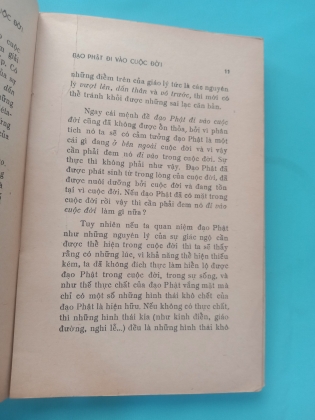 ĐẠO PHẬT ĐI VÀO CUỘC ĐỜI 11
những điểm trên của giáo lý tức là các nguyên
lý vượt lên, dấn thân và vô trước, thì mới có
thể tránh khỏi được những sai lạc căn bản.
Ngay cái mệnh đề đạo Phật đi vào cuộc
đời cũng đã không được ổn thỏa, bởi vì phân
tích nó ta sẽ có cảm tưởng đạo Phật là một
cái gì đang ở bên ngoài cuộc đời và vì vậy
cần phải đem nó đi vào trong cuộc đời. Sự
thực thì không phải như vậy. Đạo Phật đã
được phát sinh từ trong lòng của cuộc đời, đã
được nuôi dưỡng bởi cuộc đời và đang tồn
tại vì cuộc đời. Nếu đạo Phật đã có mặt trong
cuộc đời rồi vậy thì cần phải đem nó đi vào
cuộc đời làm gì nữa ?
Tuy nhiên nếu ta quan niệm đạo Phật
như những nguyên lý của sự giác ngộ cần
được thể hiện trong cuộc đời thì ta sẽ thấy
rằng có những lúc, vì khả năng thể hiện thiếu
kém, ta đã không đích thực làm hiển lộ được
đạo Phật trong cuộc đời, trong sự sống, và
như thế thực chất của đạo Phật vắng mặt mà
chỉ có một số những hình thái khô chết của
đạo Phật là hiện hữu. Nếu không có thực chất,
thì những hình thái kia (như kinh điển, giáo
đường, nghi lễ...) đều là những hình thái khô